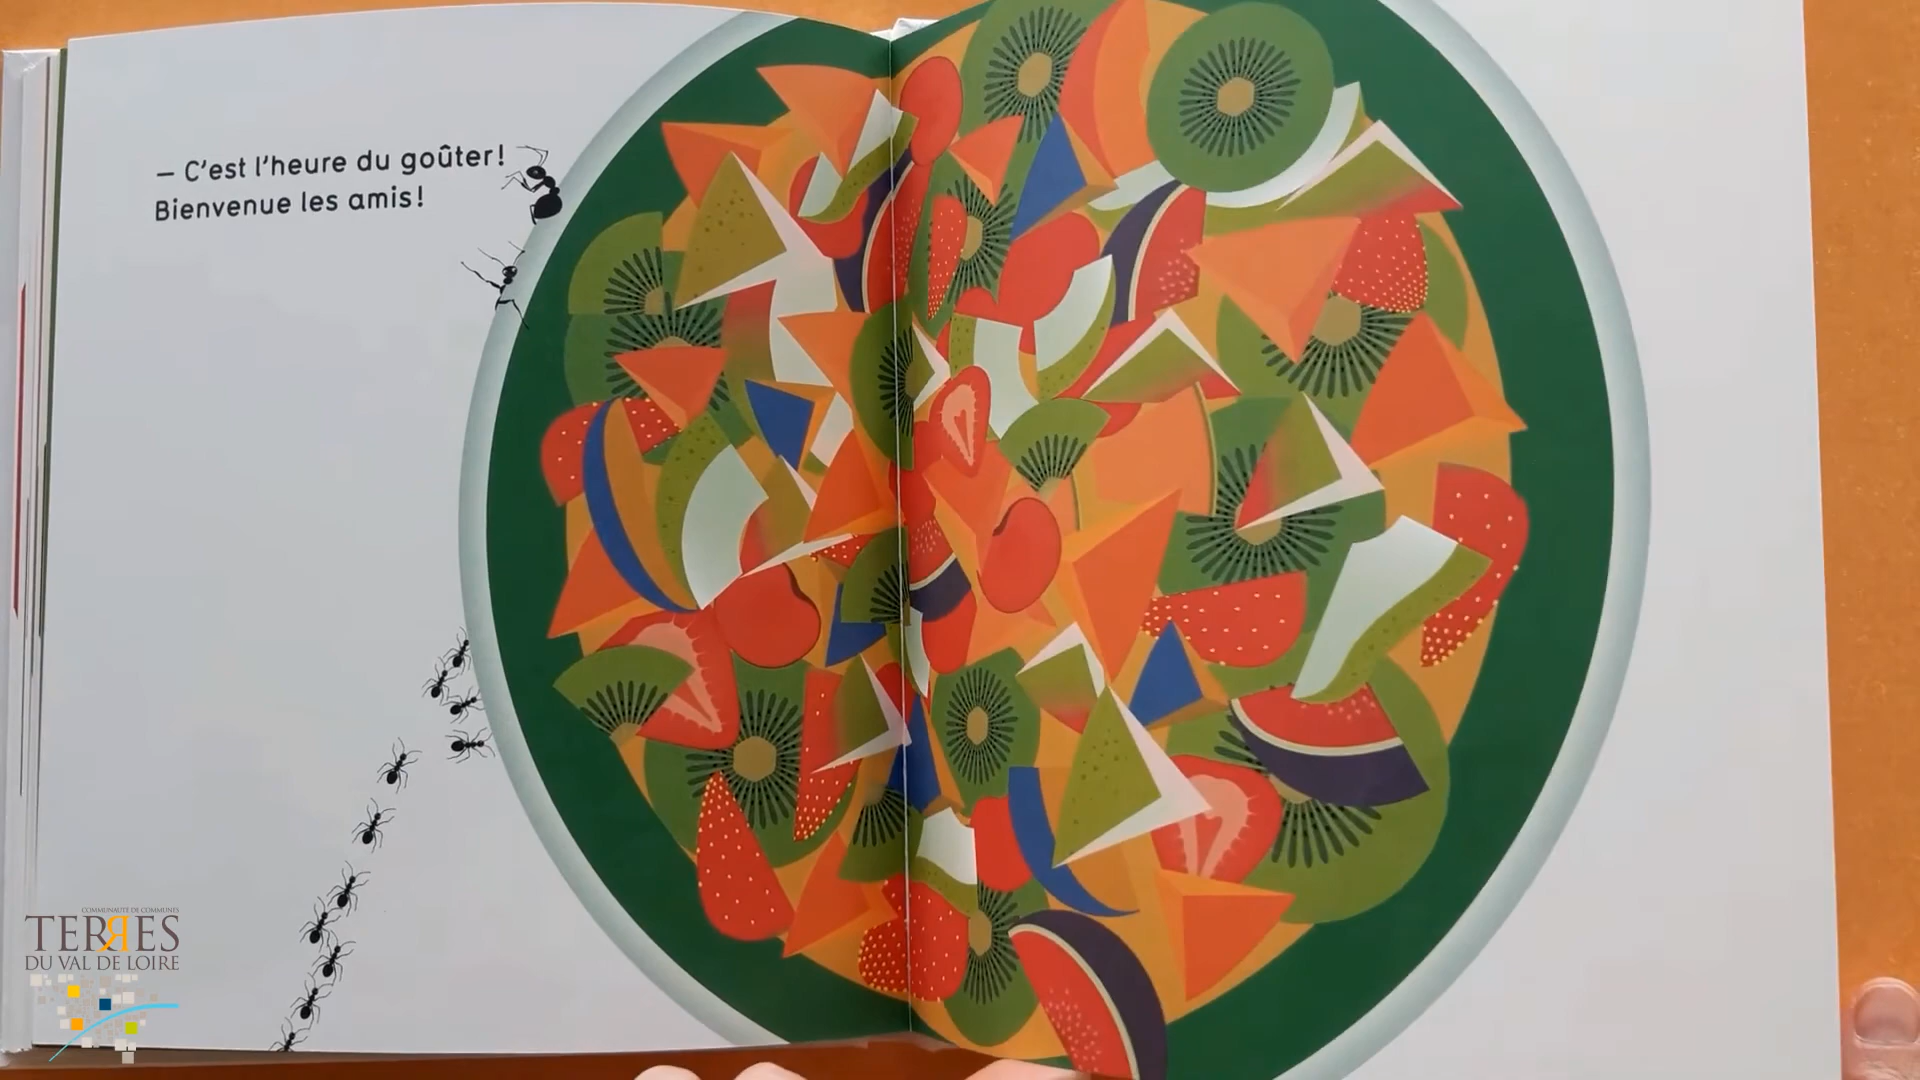 – C'est l'heure du goûter!
Bienvenue les amis!
COMMUNAUTÉ DE COMMUNES
TERRES
DU VAL DE LOIRE